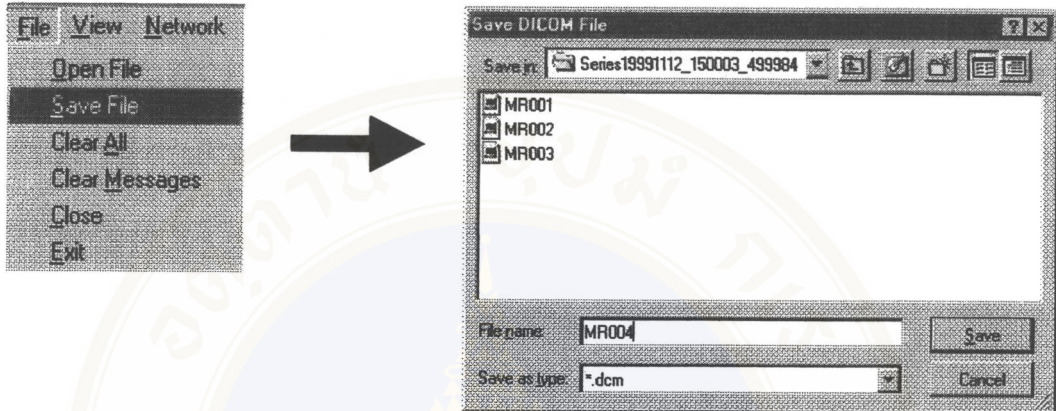 File View Network
Open File
Save File
Clear All
Clear Messages
Close
Exit
Save DICOM File
Save in: Series19991112_150003_499984
MR001
MR002
MR003
File name: MR004
Save
Save as type: *.dcm
Cancel